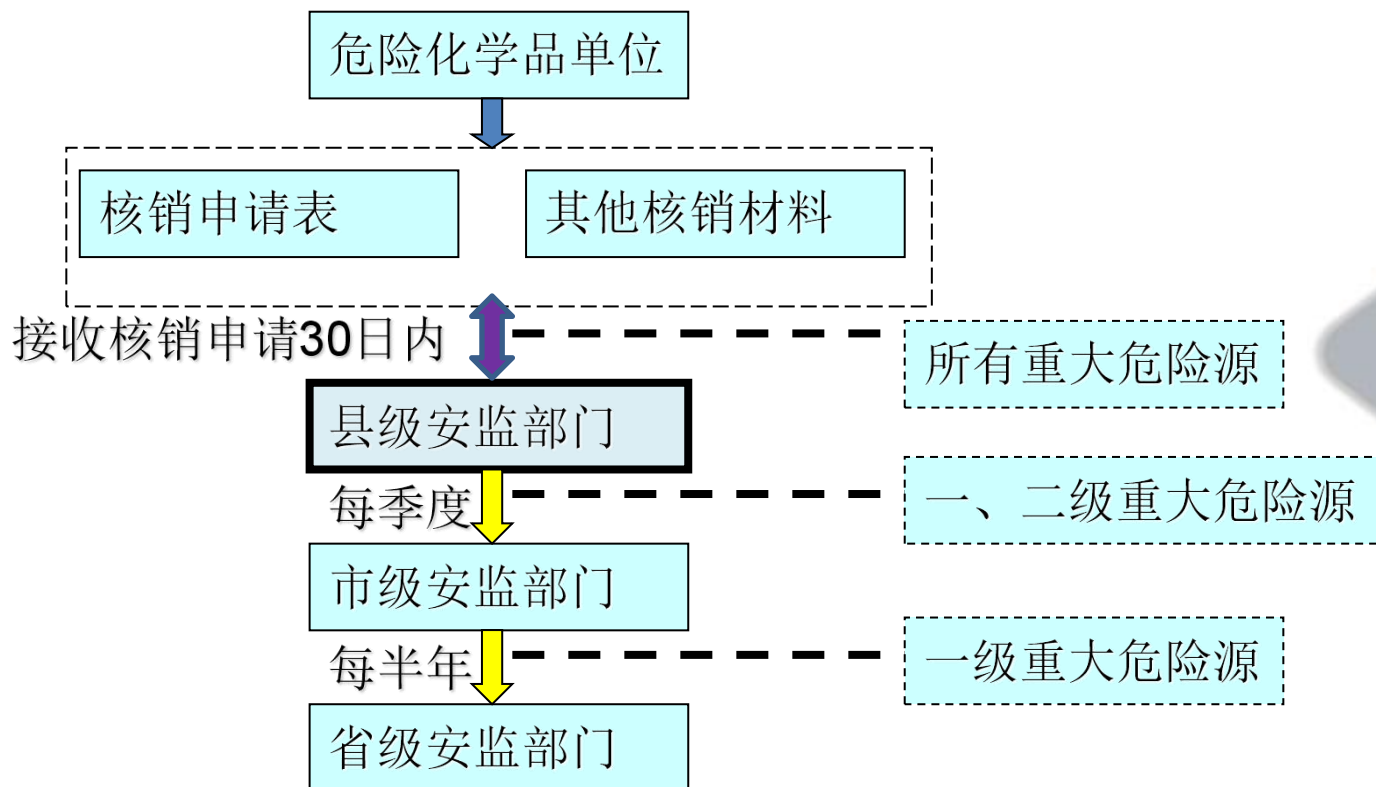 危险化学品单位
核销申请表
其他核销材料
接收核销申请30日内
所有重大危险源
县级安监部门
每季度
一、二级重大危险源
市级安监部门
每半年
一级重大危险源
省级安监部门